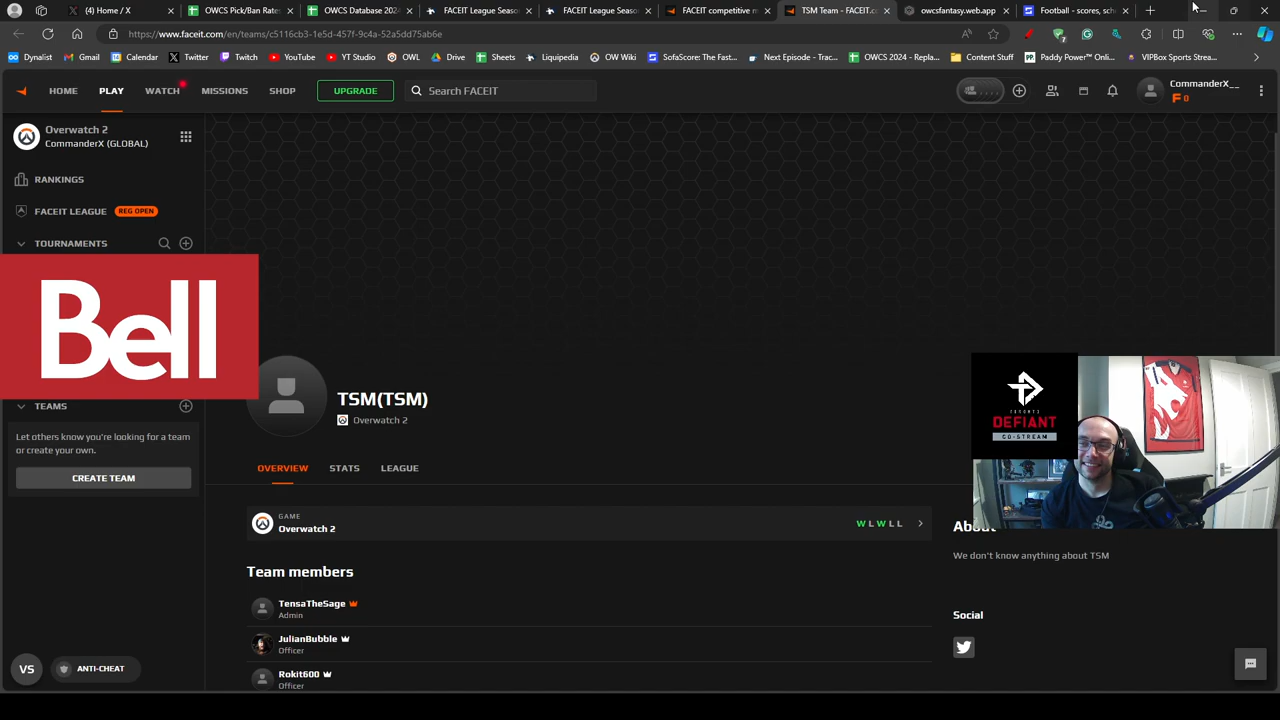 (4) Home / X
OWCS Pick/Ban Rates
OWCS Database 2024
FACEIT League Seaso
FACEIT League Seaso
FACEIT competitive m
TSM Team - FACEIT.c
owcsfantasy.web.app
Football - scores, sch
https://www.faceit.com/en/teams/c5116cb3-1e5d-457f-9c4a-52a5dd75ab6e
Dynalist
Gmail
Calendar
Twitter
Twitch
YouTube
YT Studio
OWL
Drive
Sheets
Liquipedia
OW Wiki
SofaScore: The Fast...
Next Episode - Trac...
OWCS 2024 - Repla...
Content Stuff
Paddy Power™ Onli...
VIPBox Sports Strea...
HOME
PLAY
WATCH
MISSIONS
SHOP
UPGRADE
Search FACEIT
CommanderX__
0
Overwatch 2
CommanderX (GLOBAL)
RANKINGS
FACEIT LEAGUE REG OPEN
TOURNAMENTS
Bell
TEAMS
Let others know you're looking for a team
or create your own.
CREATE TEAM
VS
ANTI-CHEAT
TSM(TSM)
Overwatch 2
OVERVIEW
STATS
LEAGUE
GAME
Overwatch 2
W L W L L
Team members
TensaTheSage
Admin
JulianBubble
Officer
Rokit600
Officer
TORONTO
DEFIANT
CO-STREAM
About
We don't know anything about TSM
Social